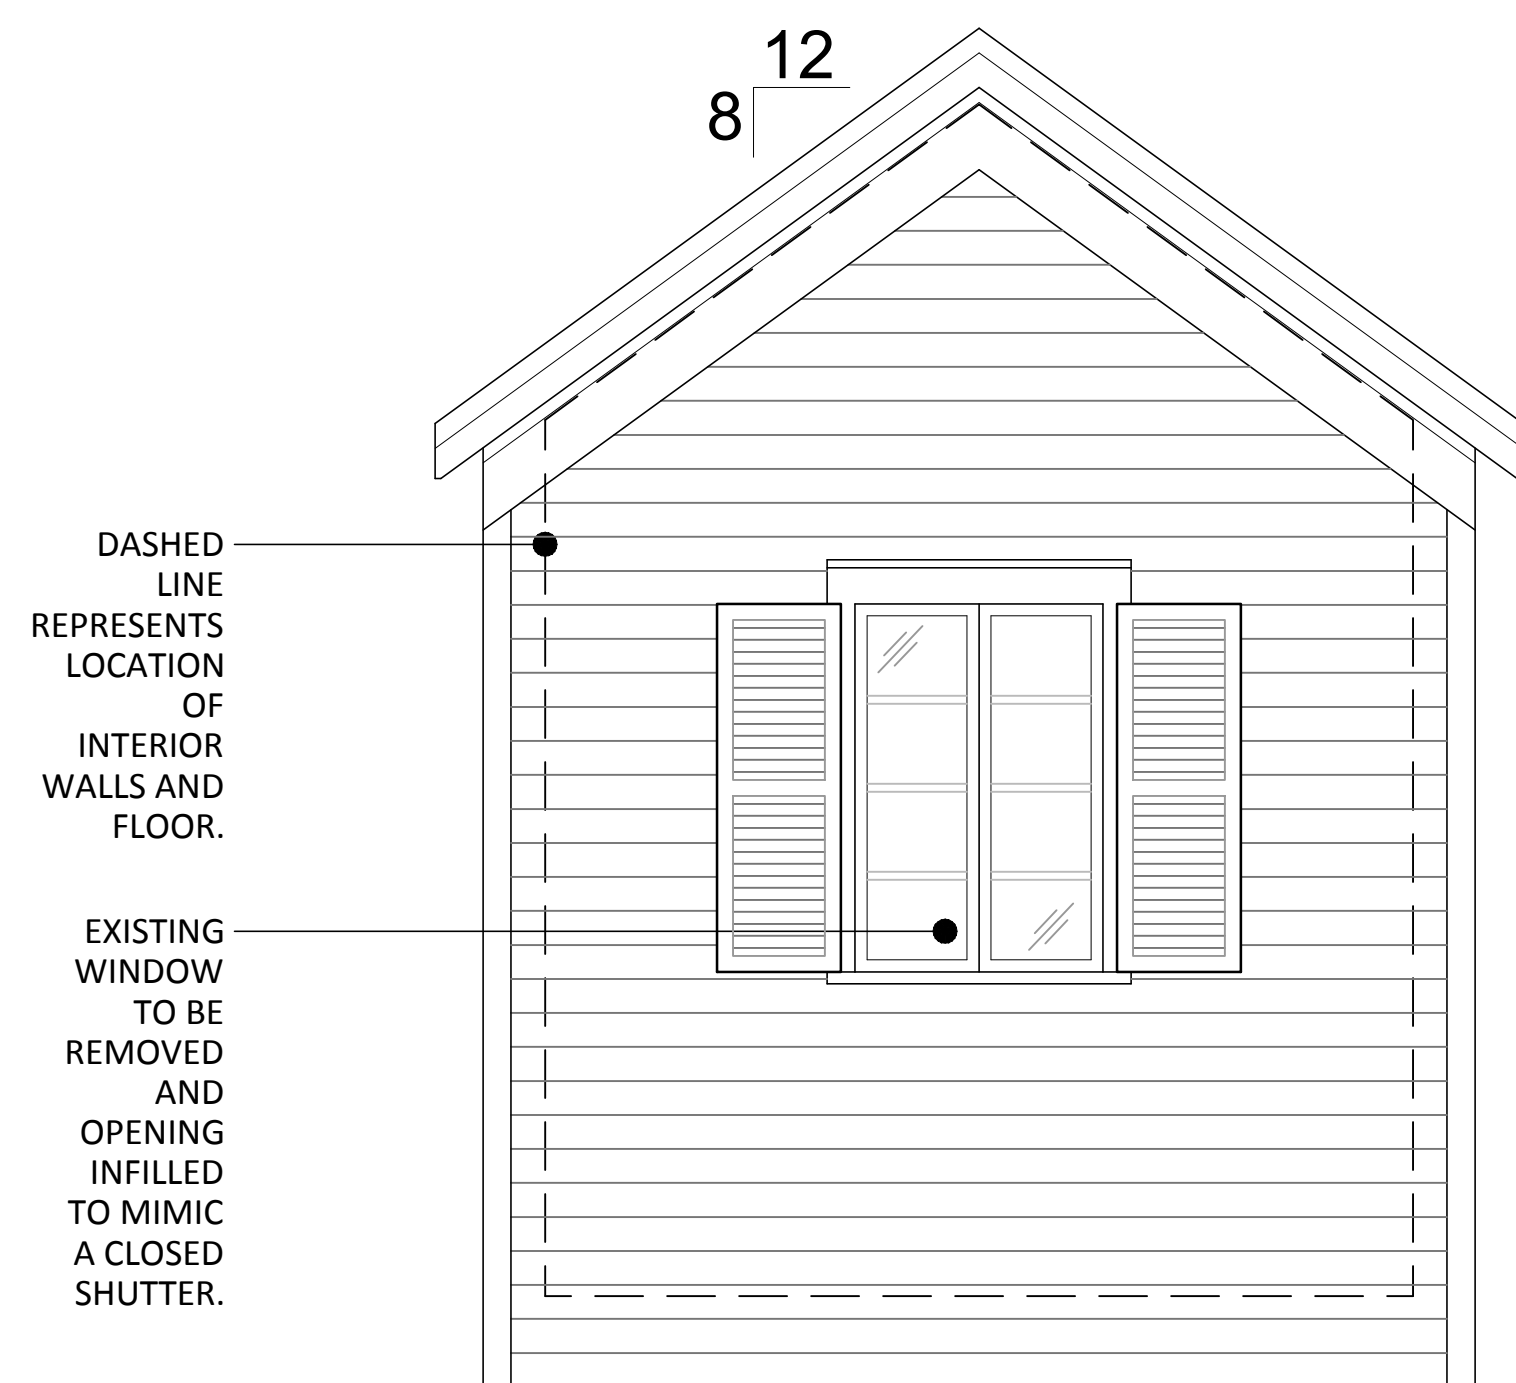 12
8
DASHED
LINE
REPRESENTS
LOCATION
OF
INTERIOR
WALLS AND
FLOOR.
EXISTING
WINDOW
TO BE
REMOVED
AND
OPENING
INFILLED
TO MIMIC
A CLOSED
SHUTTER.